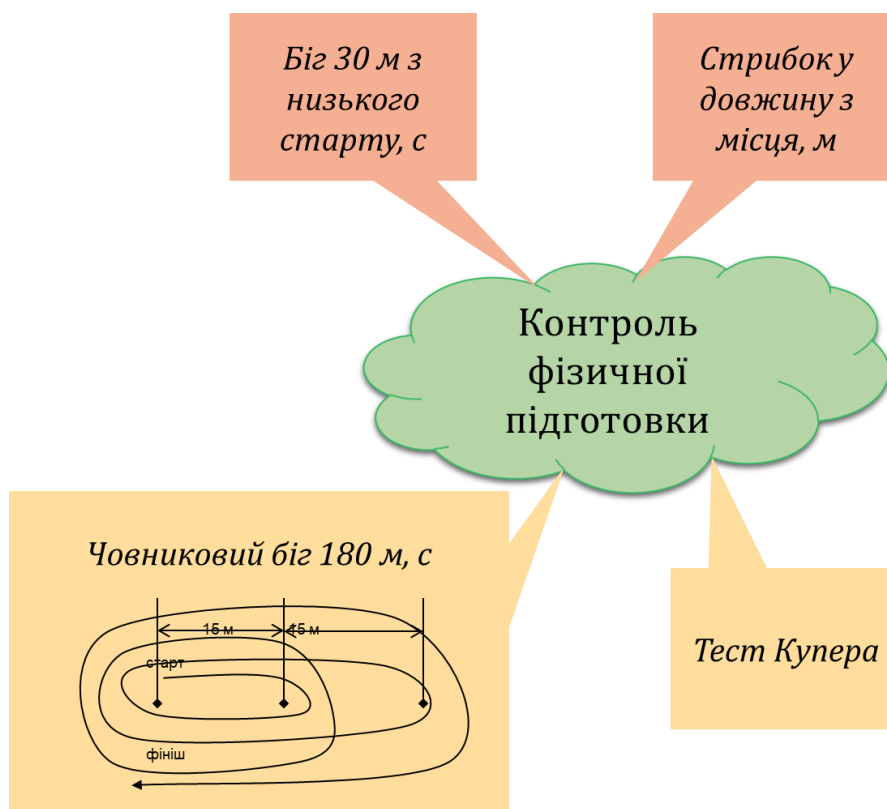 Біг 30 м з
низького
старту, с
Стрибок у
довжину з
місця, м
Контроль
фізичної
підготовки
Човниковий біг 180 м, с
15 м
15 м
старт
фініш
Тест Купера